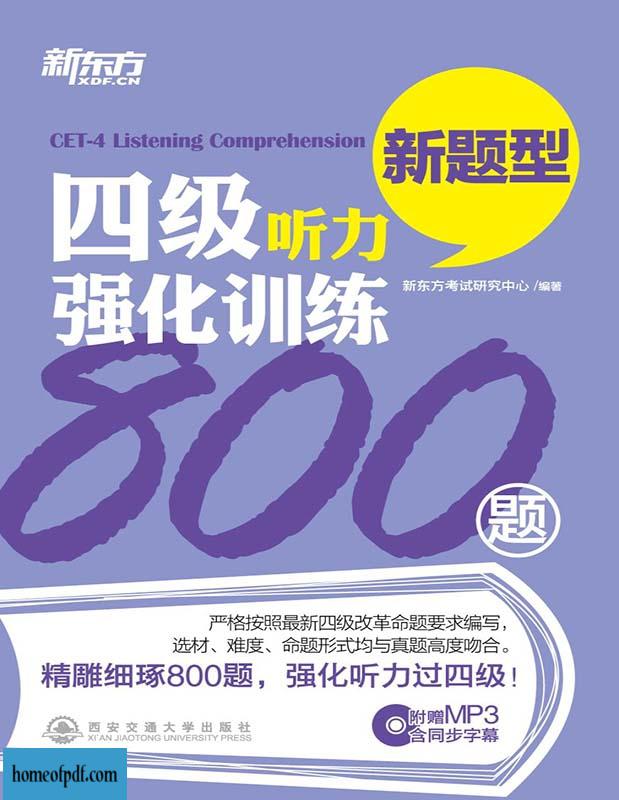 新东方
XDF.CN
CET-4 Listening Comprehension
新题型
四级听力
强化训练
新东方考试研究中心 /编著
800题
严格按照最新四级改革命题要求编写，
选材、难度、命题形式均与真题高度吻合。
精雕细琢800题，强化听力过四级！
西安交通大学出版社
XI'AN JIAOTONG UNIVERSITY PRESS
附赠MP3
含同步字幕
homeofpdf.com